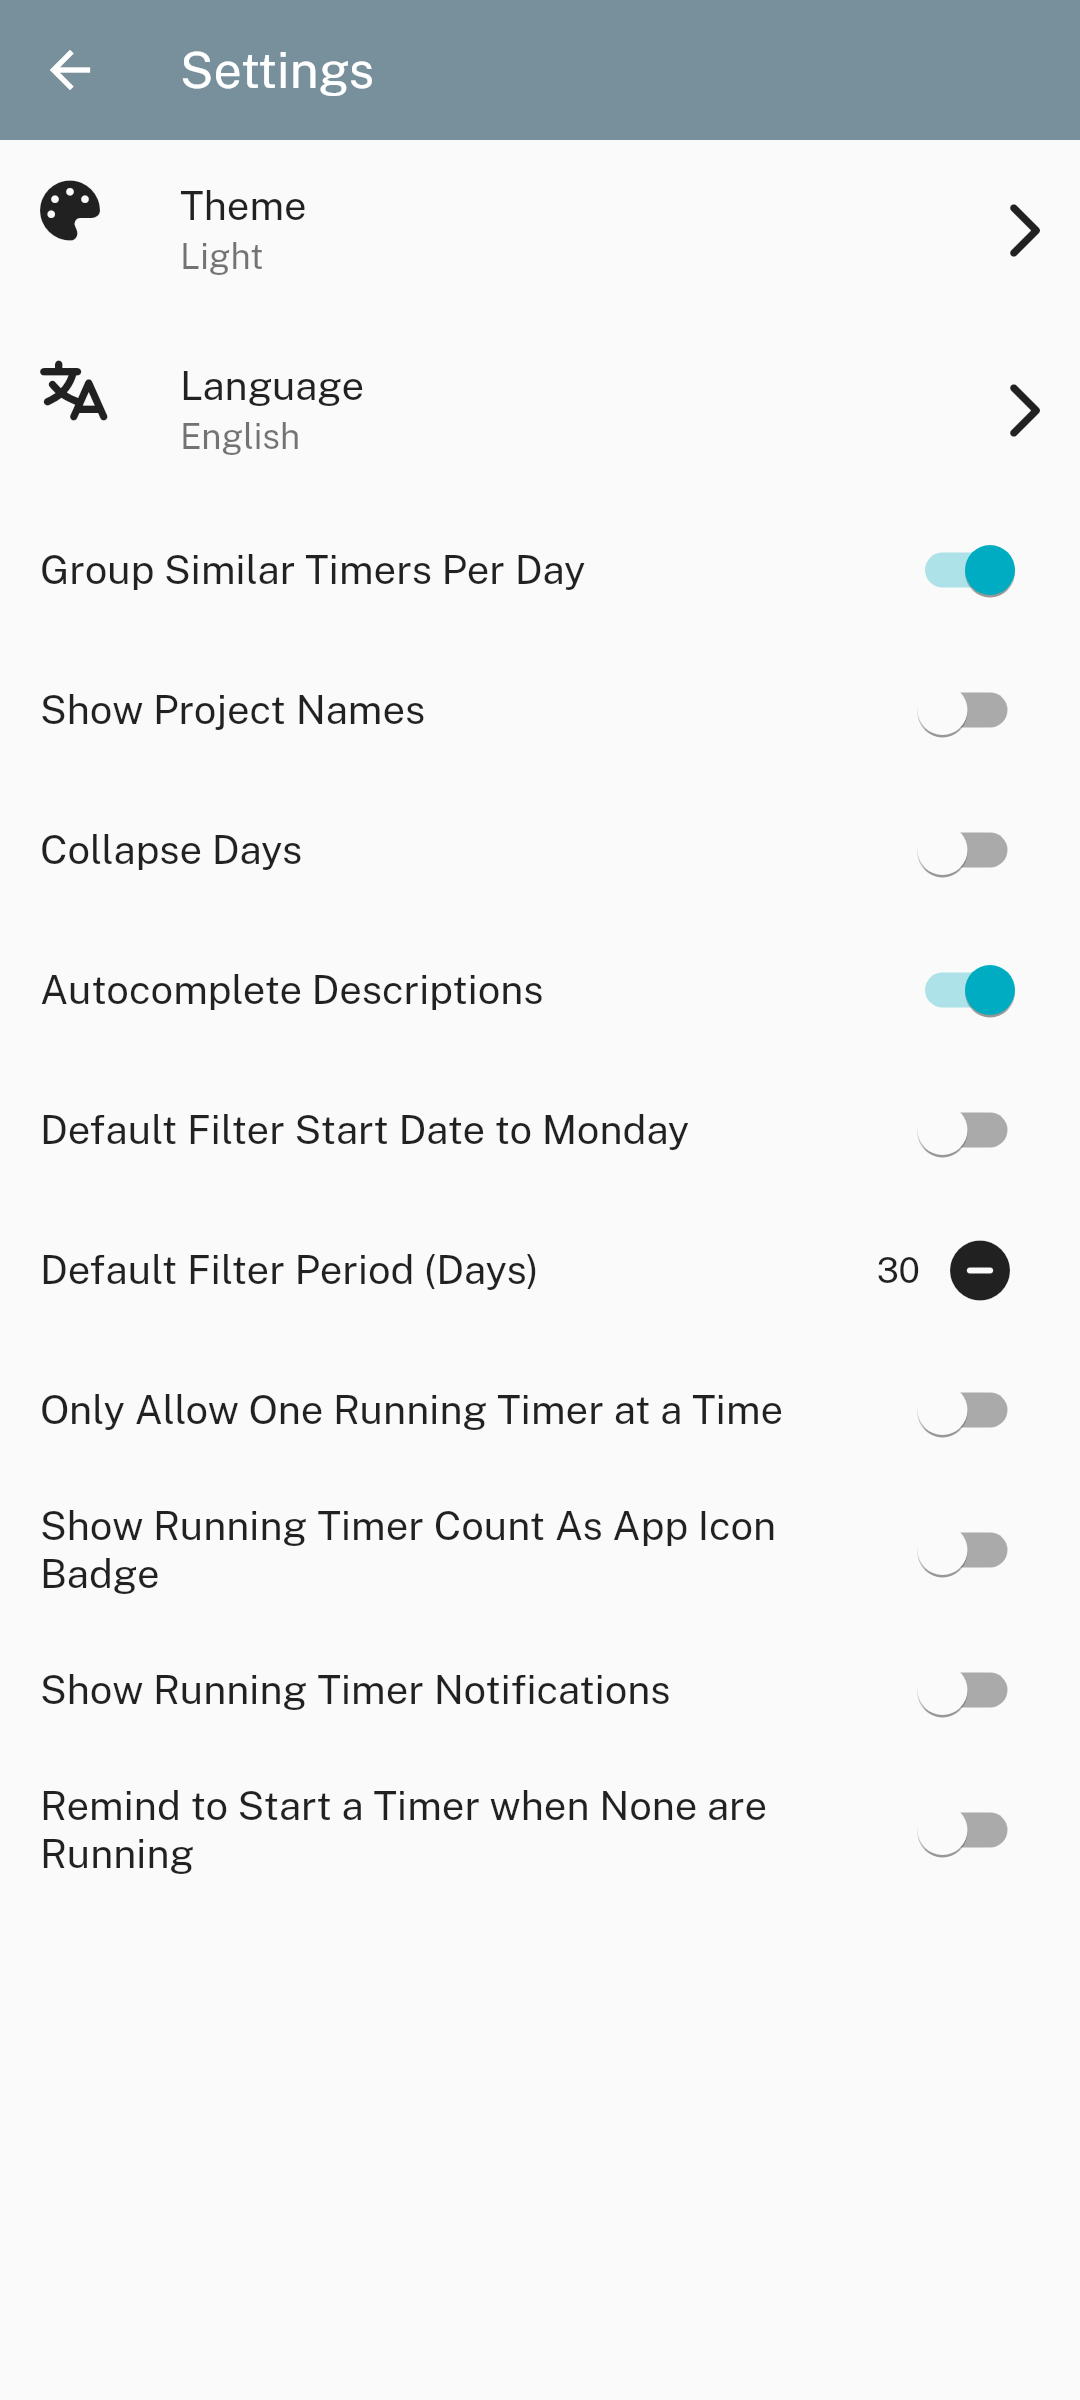 Settings
Theme
Light
Language
English
Group Similar Timers Per Day
Show Project Names
Collapse Days
Autocomplete Descriptions
Default Filter Start Date to Monday
Default Filter Period (Days) 30
Only Allow One Running Timer at a Time
Show Running Timer Count As App Icon
Badge
Show Running Timer Notifications
Remind to Start a Timer when None are
Running